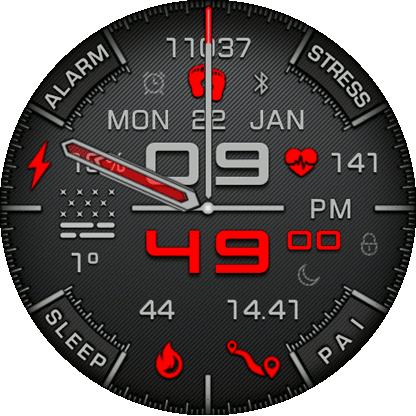 11037
ALARM
STRESS
MON 22 JAN
09
141
PM
49 00
1°
44
14.41
SLEEP
PAI